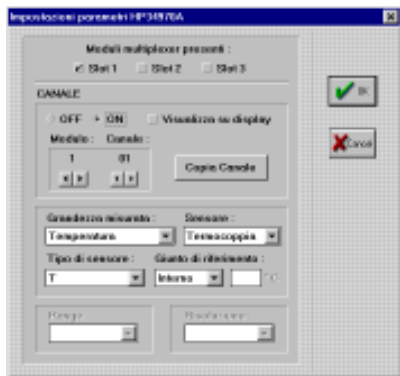 Impostazioni parametri HP34970A
Moduli multiplexer presenti :
Slot 1 Slot 2 Slot 3
CANALE
OFF ON Visualizza su display
Modulo : Canale :
1 01
Copia Canale
Grandezza misurata : Sensore :
Temperatura Termocoppia
Tipo di sensore : Giunto di riferimento :
T Interno °C
Range Risoluzione
OK
Cancel